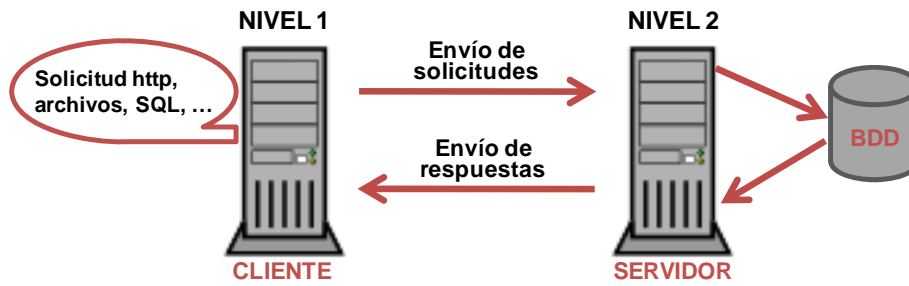 NIVEL 1
NIVEL 2
Solicitud http,
archivos, SQL, ...
Envío de
solicitudes
BDD
Envío de
respuestas
CLIENTE
SERVIDOR